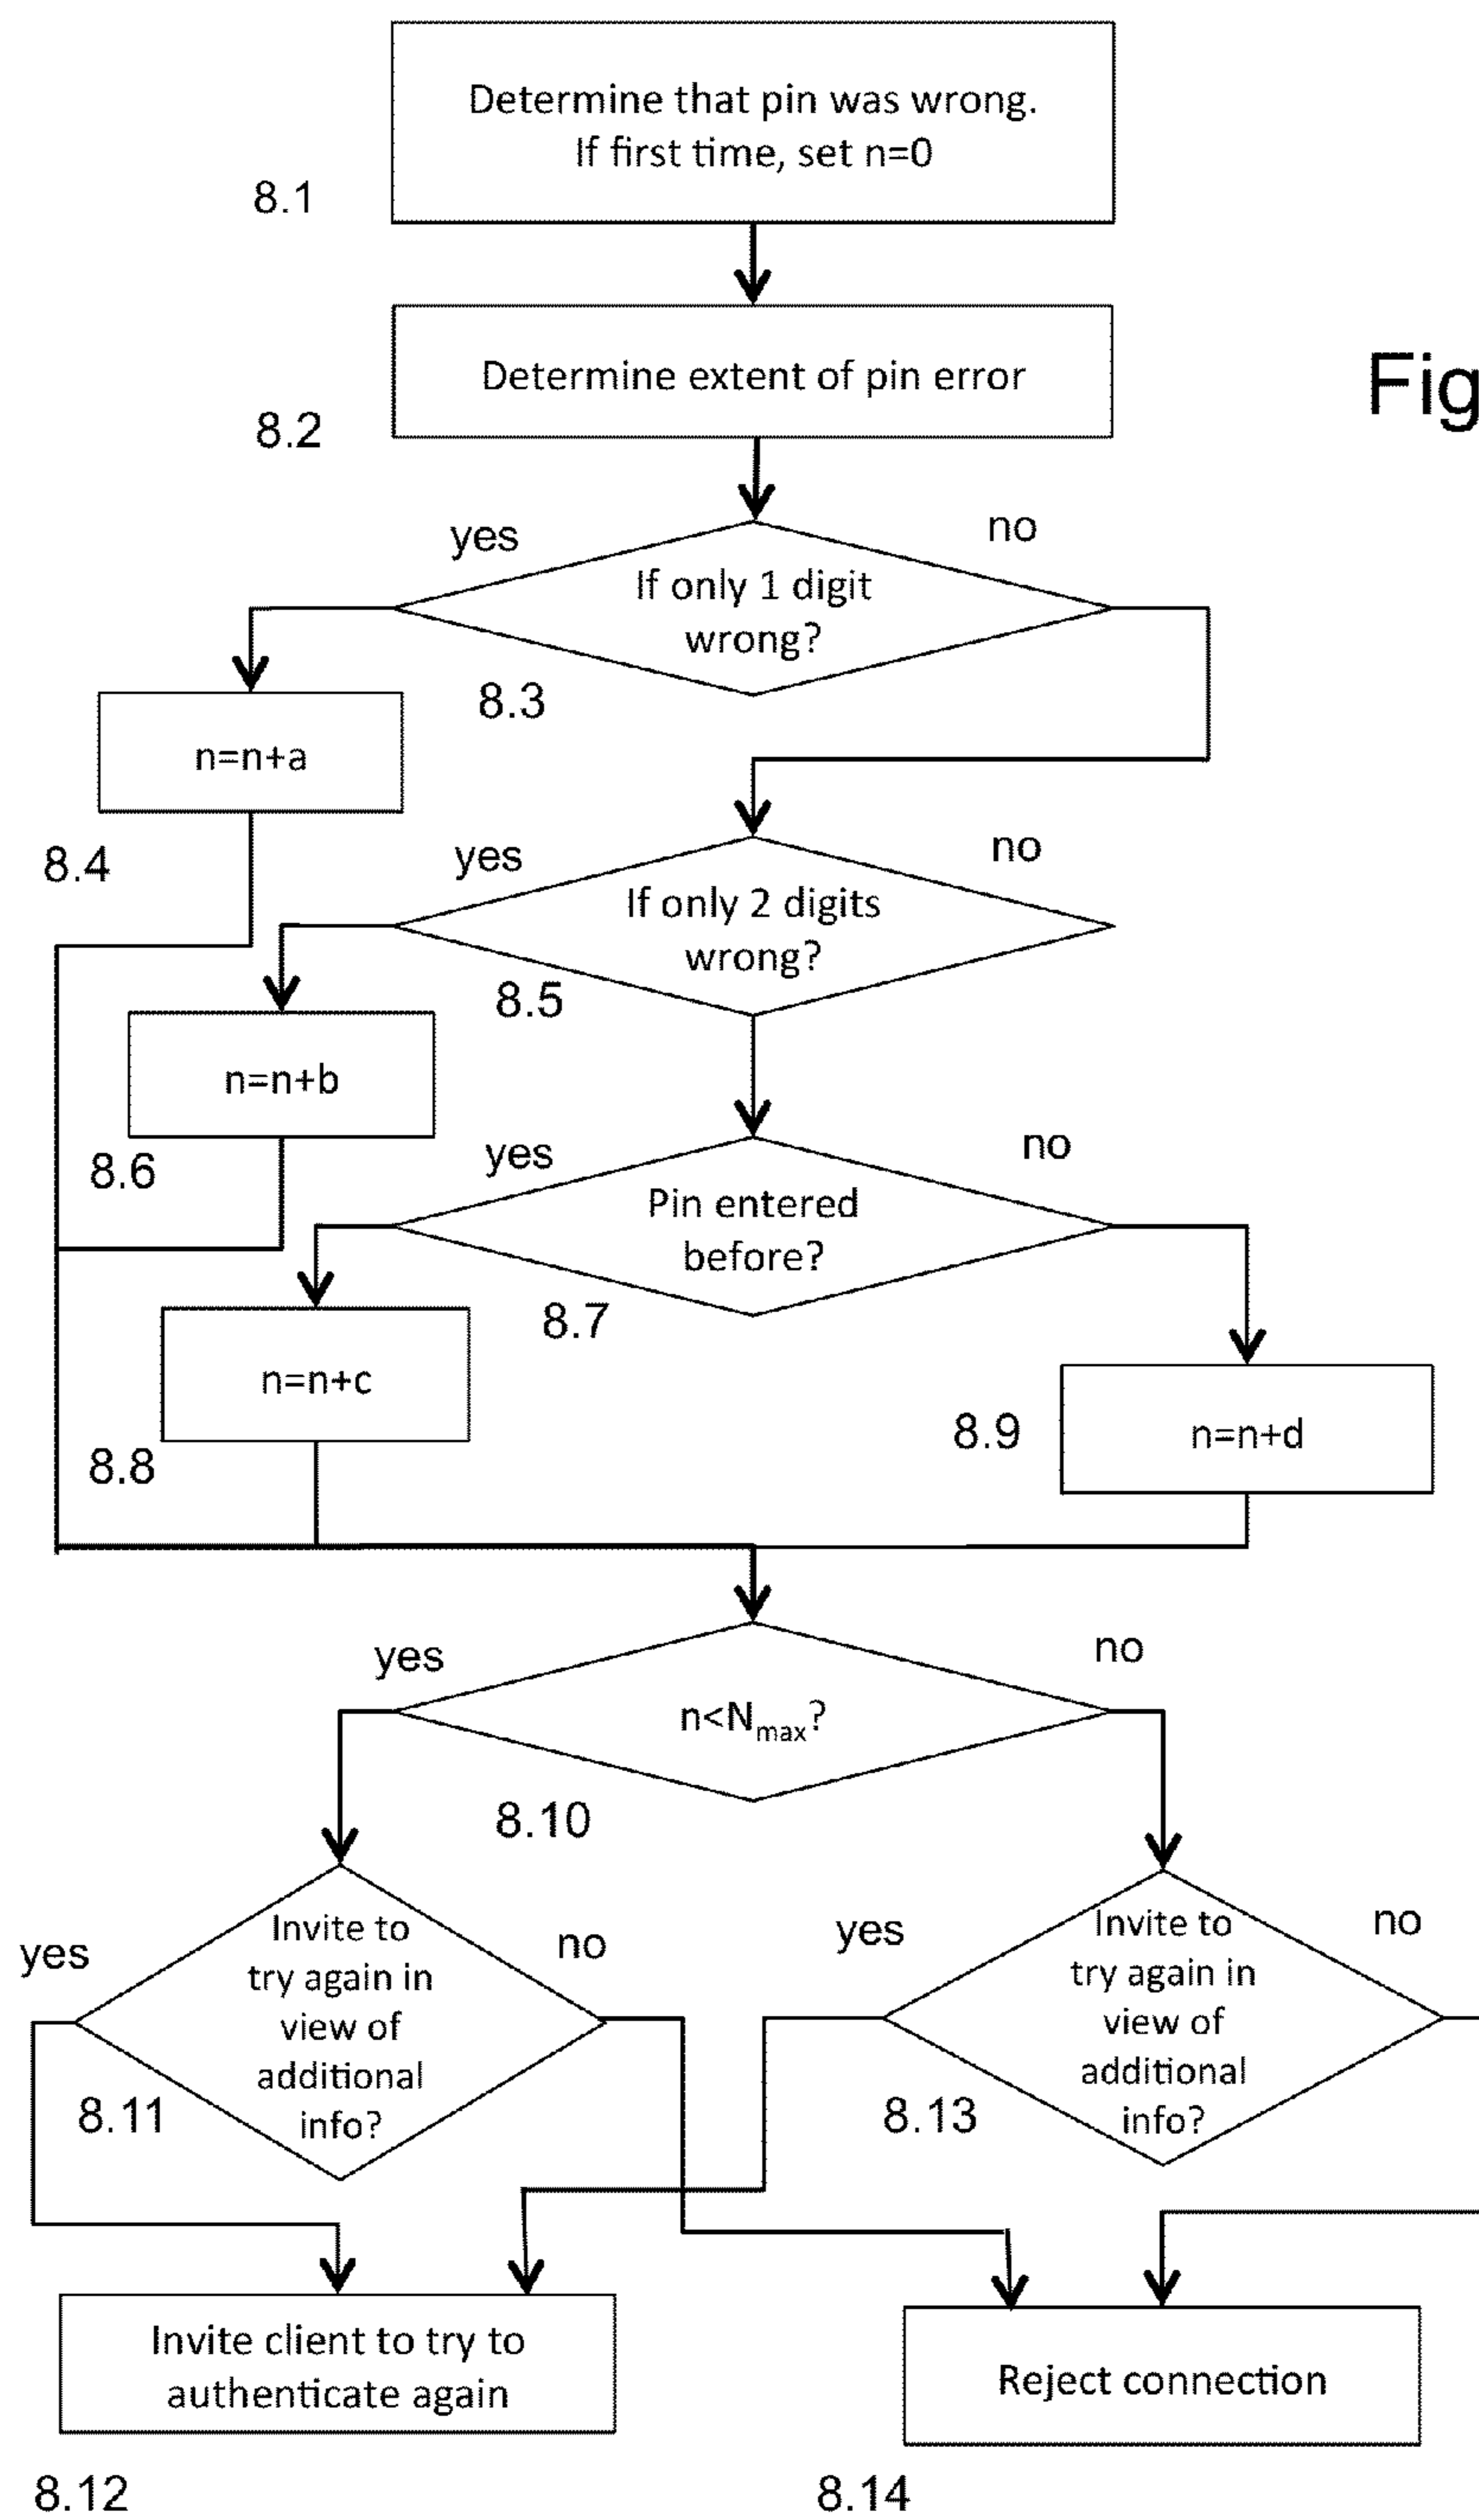 Determine that pin was wrong.
If first time, set n=0
8.1
Determine extent of pin error
Fig
8.2
yes
no
If only 1 digit
wrong?
8.3
n=n+a
8.4
yes
no
If only 2 digits
wrong?
8.5
n=n+b
8.6
yes
no
Pin entered
before?
8.7
n=n+c
8.8
8.9
n=n+d
yes
no
n<Nmax?
8.10
yes
Invite to
try again in
view of
additional
info?
no
8.11
yes
Invite to
try again in
view of
additional
info?
no
8.13
Invite client to try to
authenticate again
8.12
Reject connection
8.14